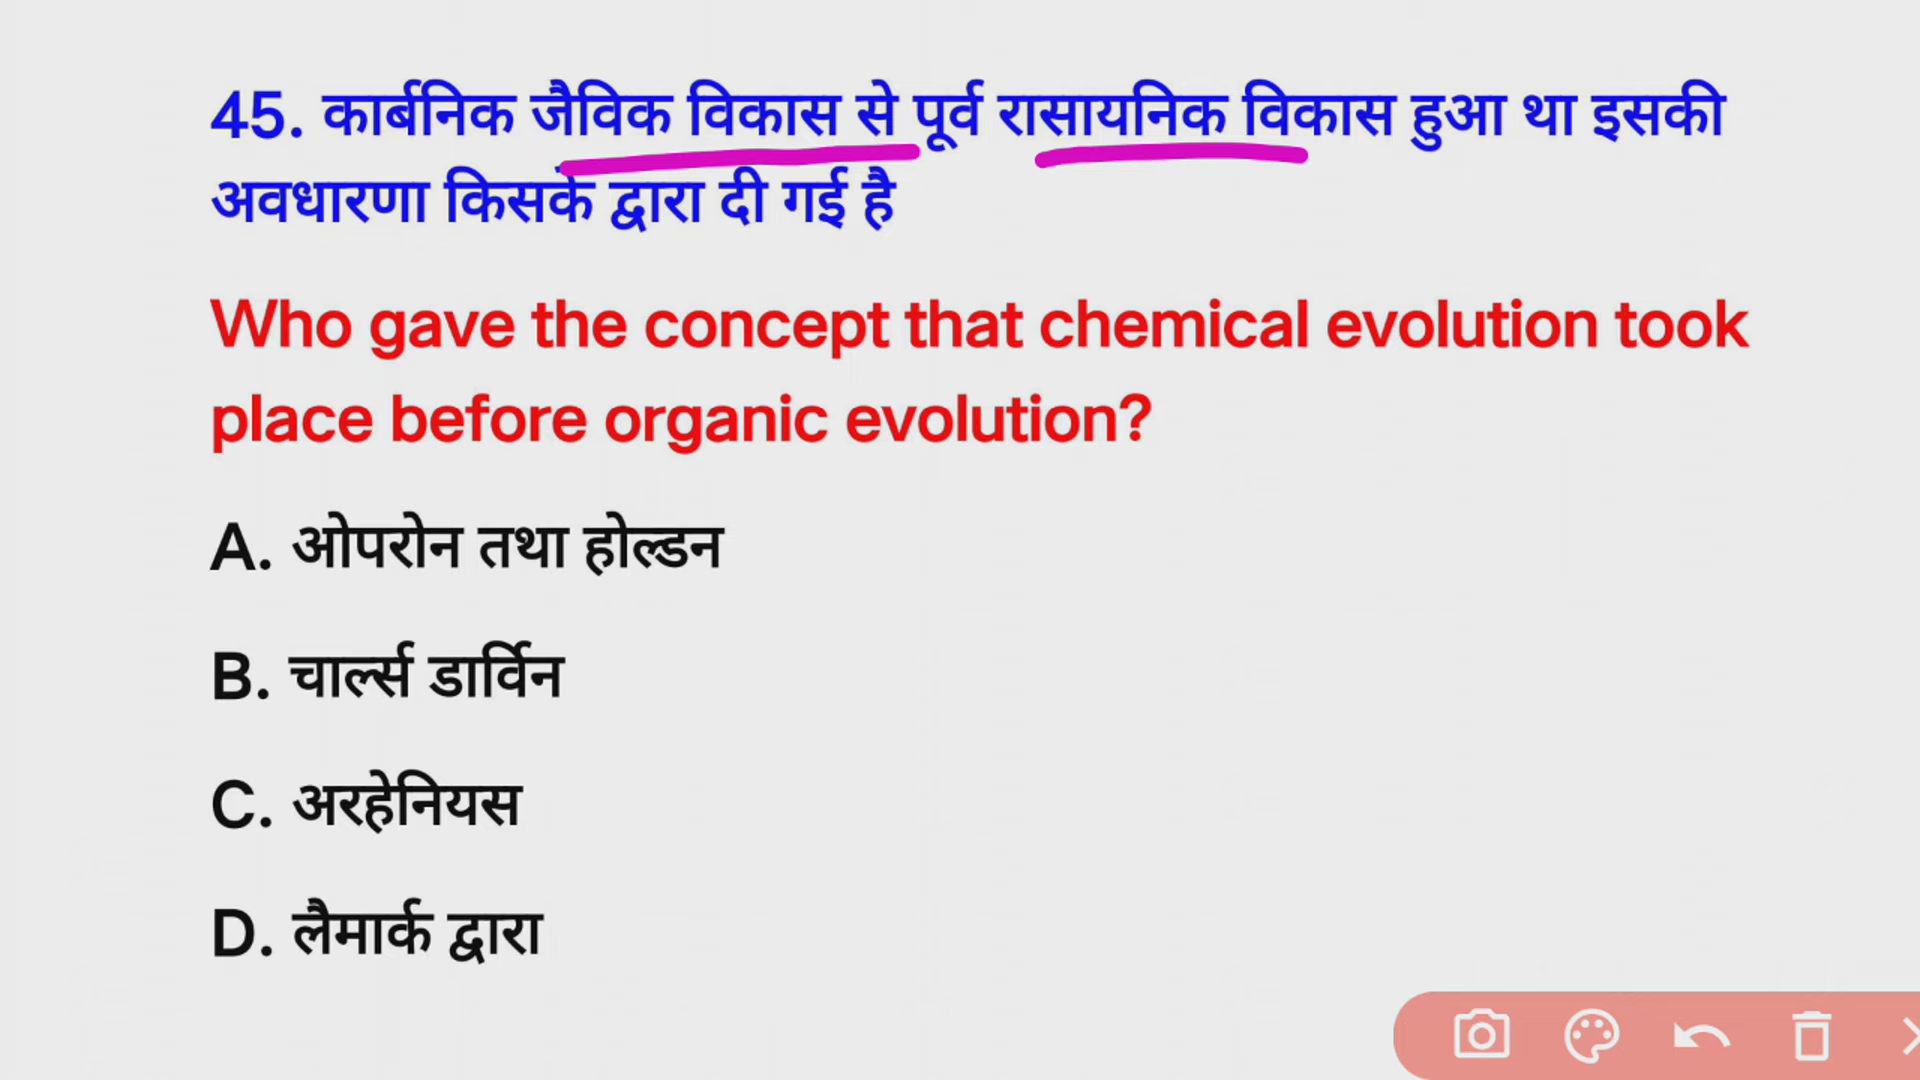 45. कार्बनिक जैविक विकास से पूर्व रासायनिक विकास हुआ था इसकी
अवधारणा किसके द्वारा दी गई है
Who gave the concept that chemical evolution took
place before organic evolution?
A. ओपरोन तथा होल्डन
B. चार्ल्स डार्विन
C. अरहेनियस
D. लैमार्क द्वारा